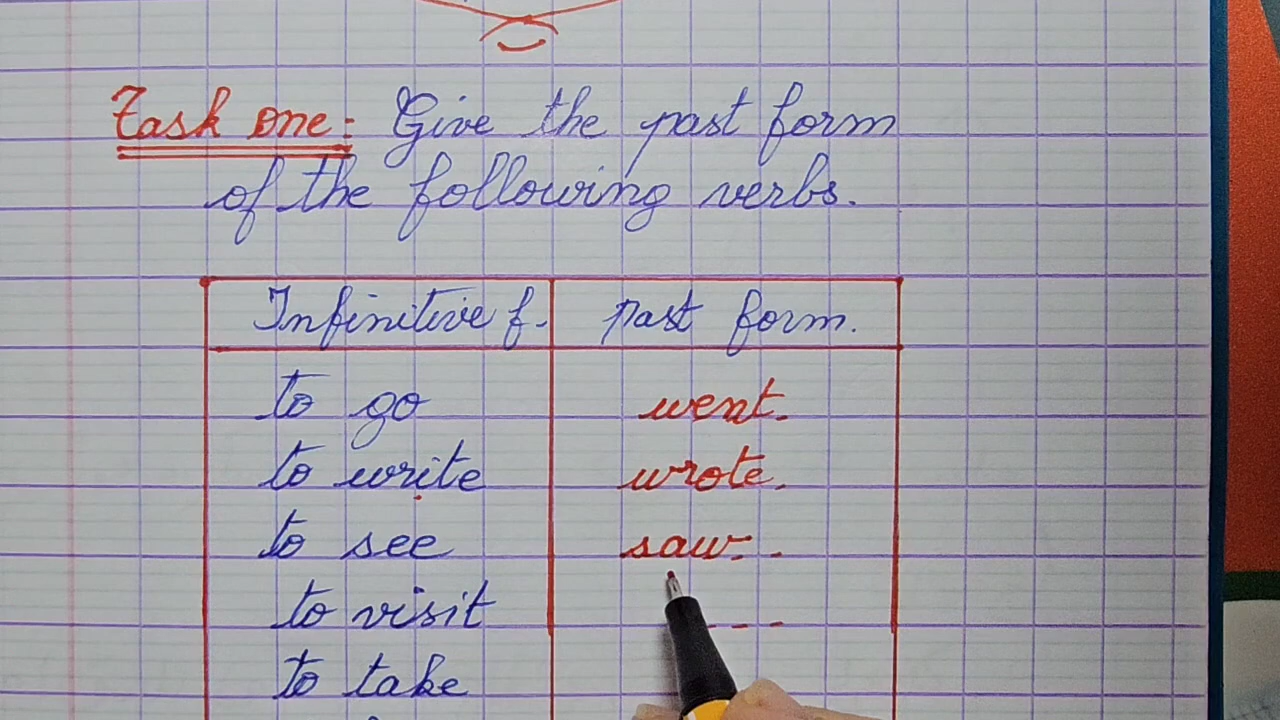 Task one: Give the past form
of the following verbs.
Infinitive f. Past form.
to go went.
to write wrote.
to see saw. .
to visit
to take